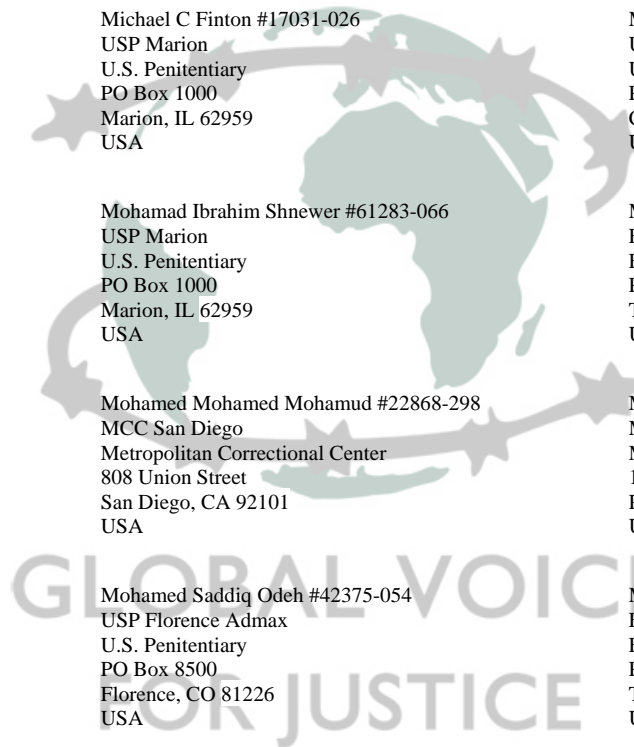 Michael C Finton #17031-026
USP Marion
U.S. Penitentiary
PO Box 1000
Marion, IL 62959
USA
Mohamad Ibrahim Shnewer #61283-066
USP Marion
U.S. Penitentiary
PO Box 1000
Marion, IL 62959
USA
Mohamed Mohamed Mohamud #22868-298
MCC San Diego
Metropolitan Correctional Center
808 Union Street
San Diego, CA 92101
USA
Mohamed Saddiq Odeh #42375-054
USP Florence Admax
U.S. Penitentiary
PO Box 8500
Florence, CO 81226
USA
GLOBAL VOIC
FOR JUSTICE